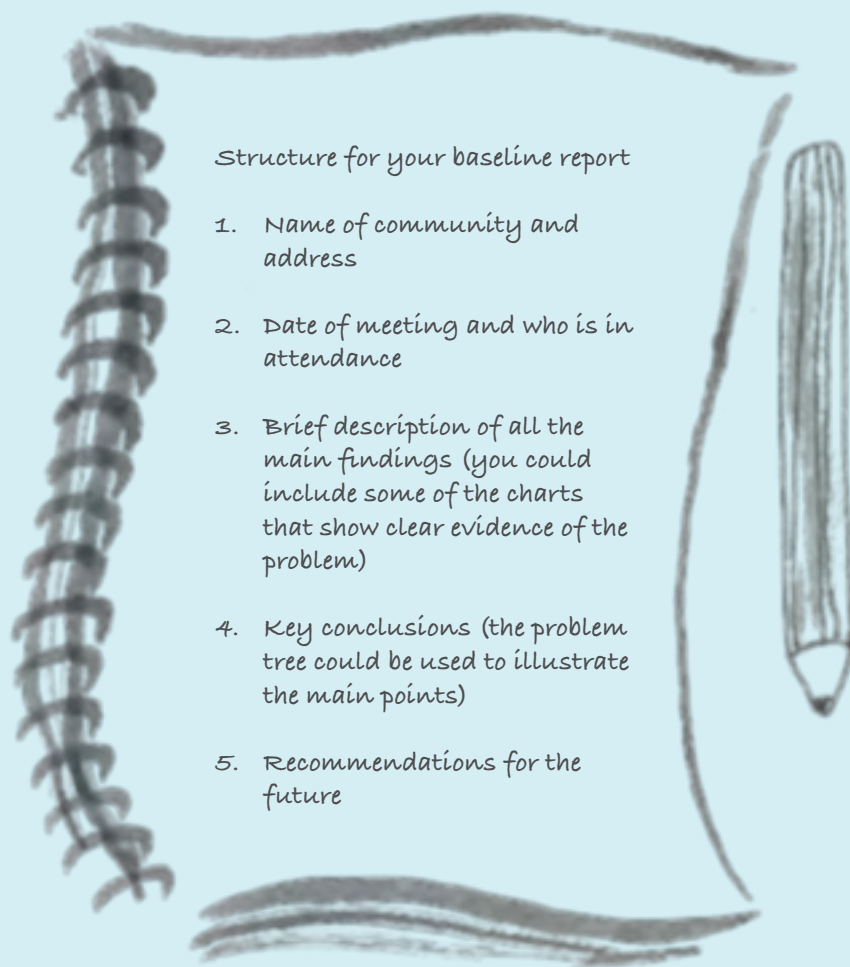 Structure for your baseline report
1. Name of community and
address
2. Date of meeting and who is in
attendance
3. Brief description of all the
main findings (you could
include some of the charts
that show clear evidence of the
problem)
4. Key conclusions (the problem
tree could be used to illustrate
the main points)
5. Recommendations for the
future